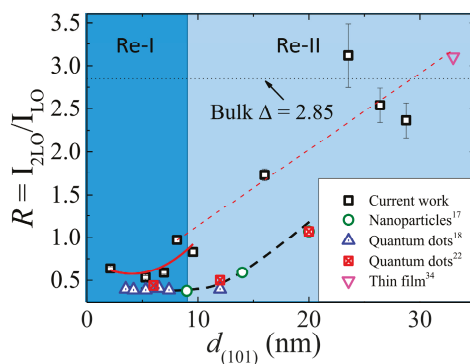 Re-I
Re-II
3.5
3.0
2.5
2.0
1.5
1.0
0.5
R = I2LO/ILO
Bulk Δ = 2.85
Current work
Nanoparticles17
Quantum dots18
Quantum dots22
Thin film34
0
10
20
30
d(101) (nm)